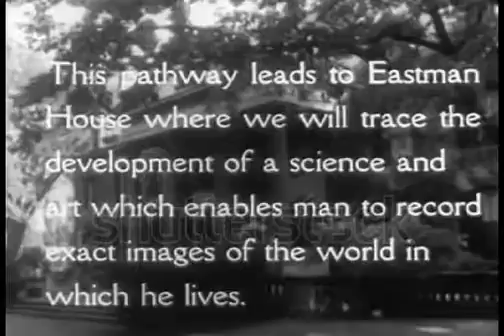 This pathway leads to Eastman
House where we will trace the
development of a science and
art which enables man to record
exact images of the world in
which he lives.
shutterstock